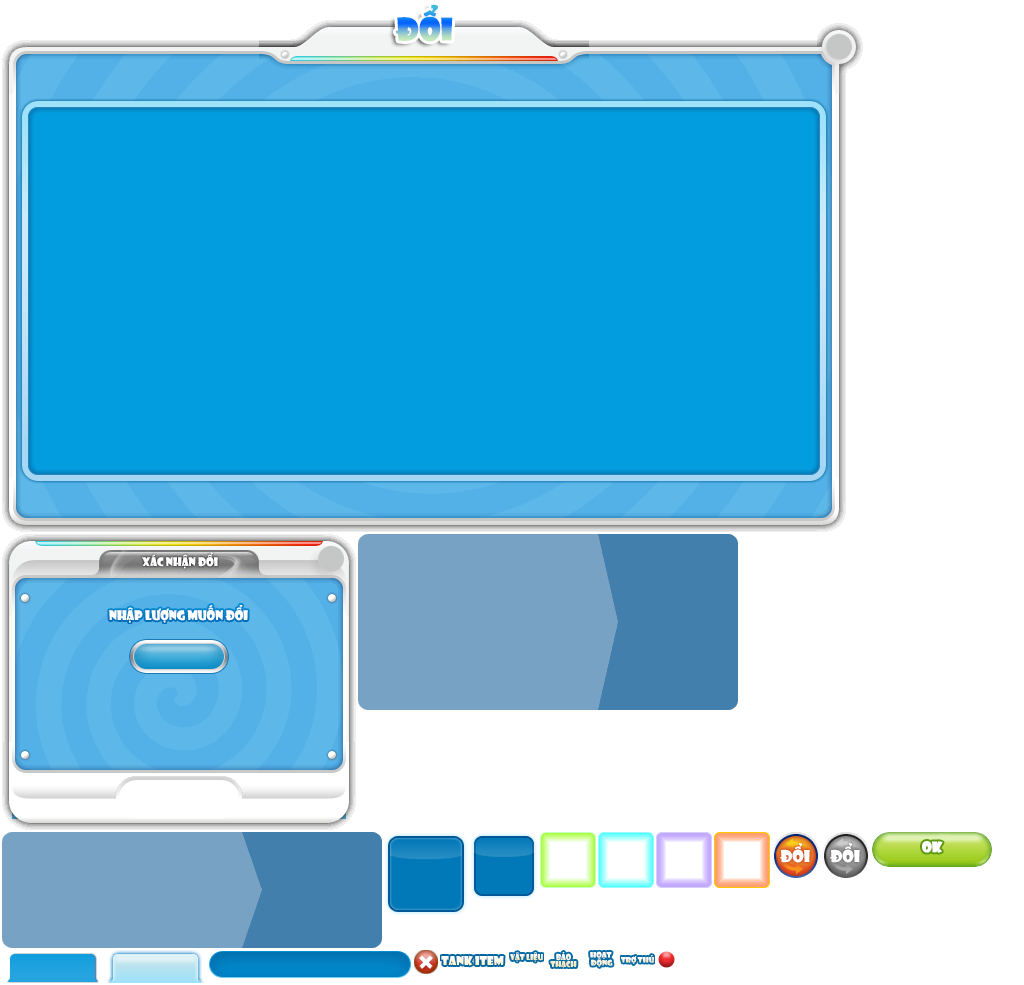 ĐỔI
XÁC NHẬN ĐỔI
NHẬP LƯỢNG MUỐN ĐỔI
ĐỔI
ĐỔI
OK
TANK ITEM
VẬT LIỆU
BẢO
THẠCH
HOẠT
ĐỘNG
TRỢ THỦ